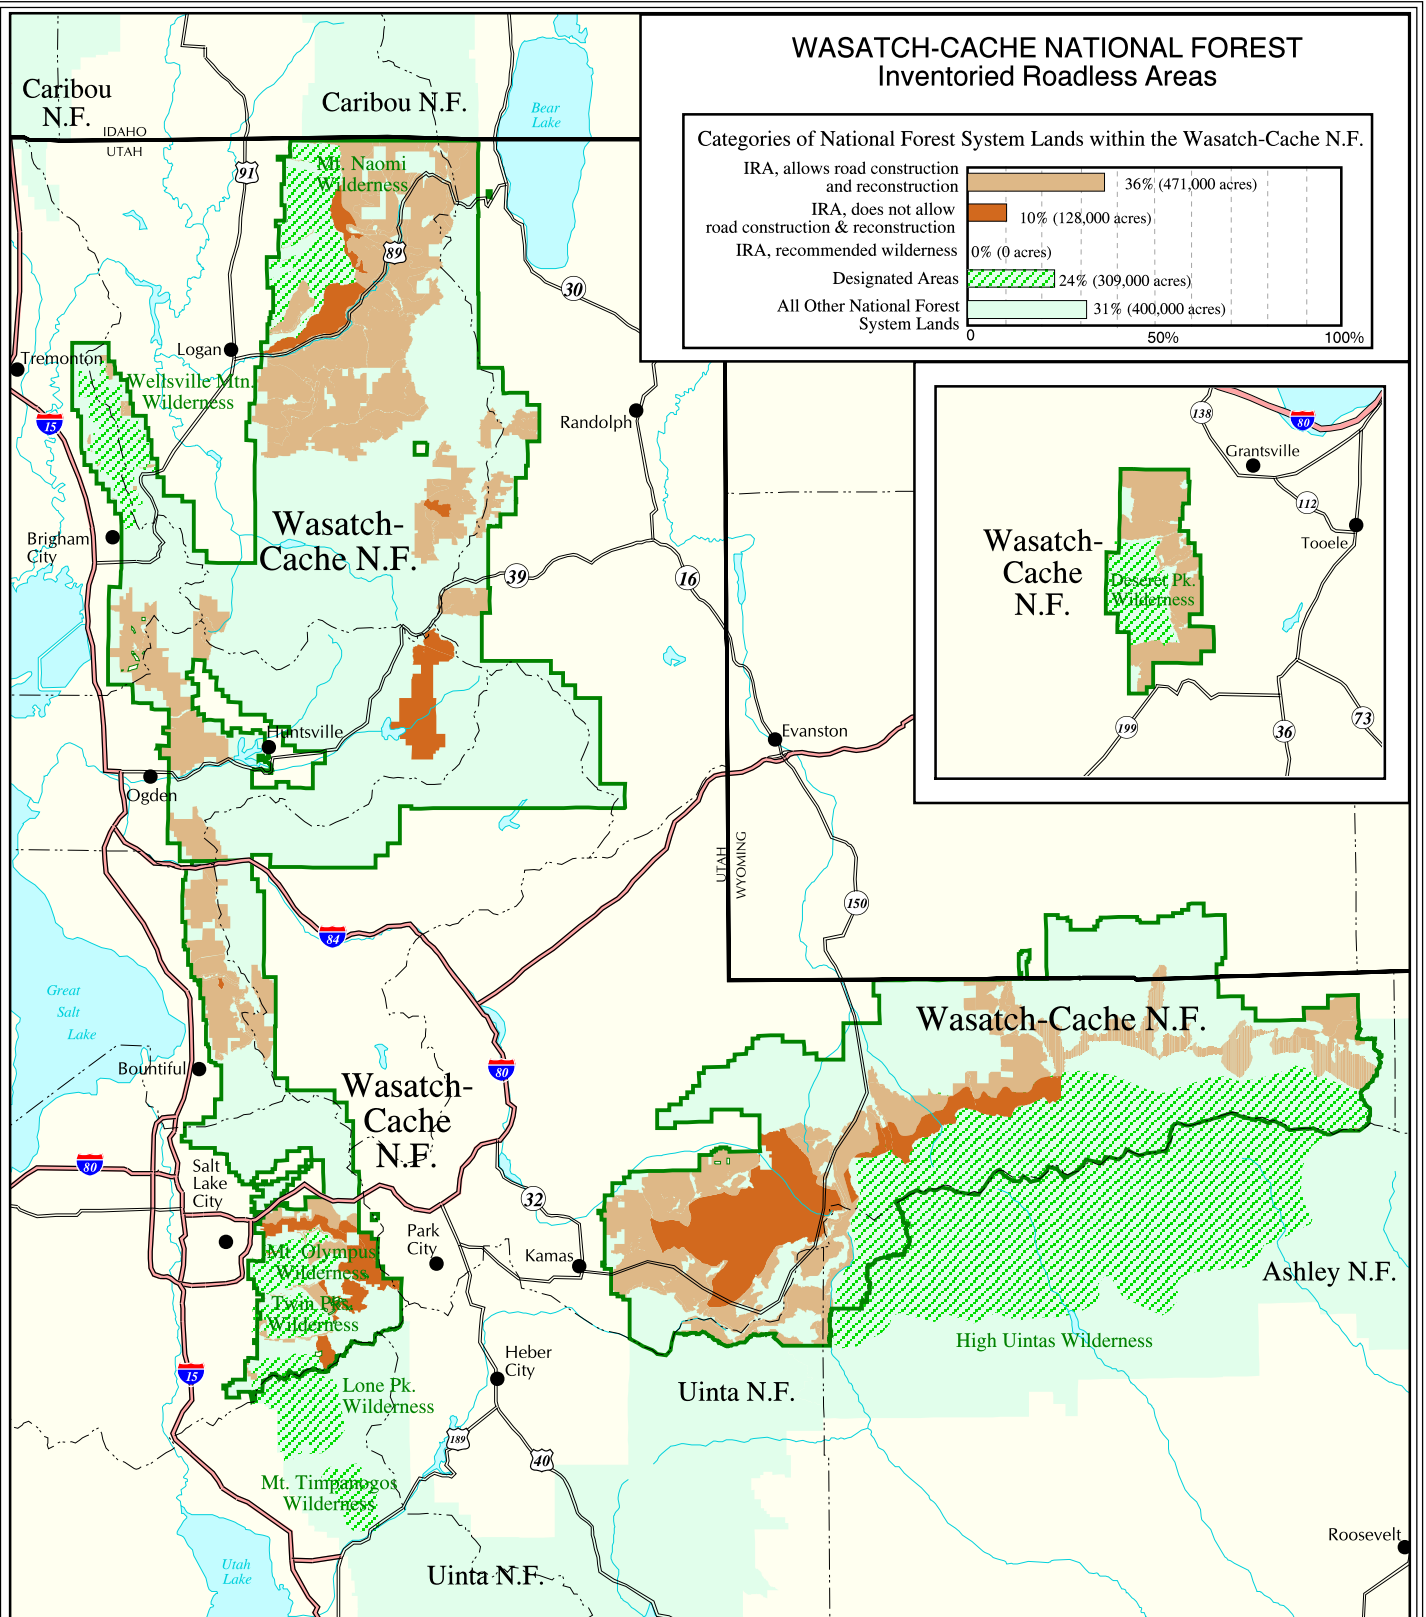 WASATCH-CACHE NATIONAL FOREST
Inventoried Roadless Areas
Categories of National Forest System Lands within the Wasatch-Cache N.F.
IRA, allows road construction
and reconstruction
36% (471,000 acres)
IRA, does not allow
road construction & reconstruction
10% (128,000 acres)
IRA, recommended wilderness
0% (0 acres)
Designated Areas
24% (309,000 acres)
All Other National Forest
System Lands
31% (400,000 acres)
0
50%
100%
Caribou
N.F.
Caribou N.F.
Bear
Lake
IDAHO
UTAH
91
Mt. Naomi
Wilderness
89
30
Logan
Tremonton
Wellsville Mtn.
Wilderness
15
Randolph
138
80
Grantsville
112
Tooele
Wasatch-
Cache
N.F.
Deseret Pk.
Wilderness
199
36
73
Wasatch-
Cache N.F.
Brigham
City
39
16
Huntsville
Evanston
Ogden
UTAH
WYOMING
150
84
Great
Salt
Lake
Wasatch-Cache N.F.
Bountiful
80
Wasatch-
Cache
N.F.
80
Salt
Lake
City
32
Park
City
Kamas
Mt. Olympus
Wilderness
Twin Pks.
Wilderness
Ashley N.F.
High Uintas Wilderness
Heber
City
15
Lone Pk.
Wilderness
Uinta N.F.
189
40
Mt. Timpanogos
Wilderness
Roosevelt
Utah
Lake
Uinta N.F.